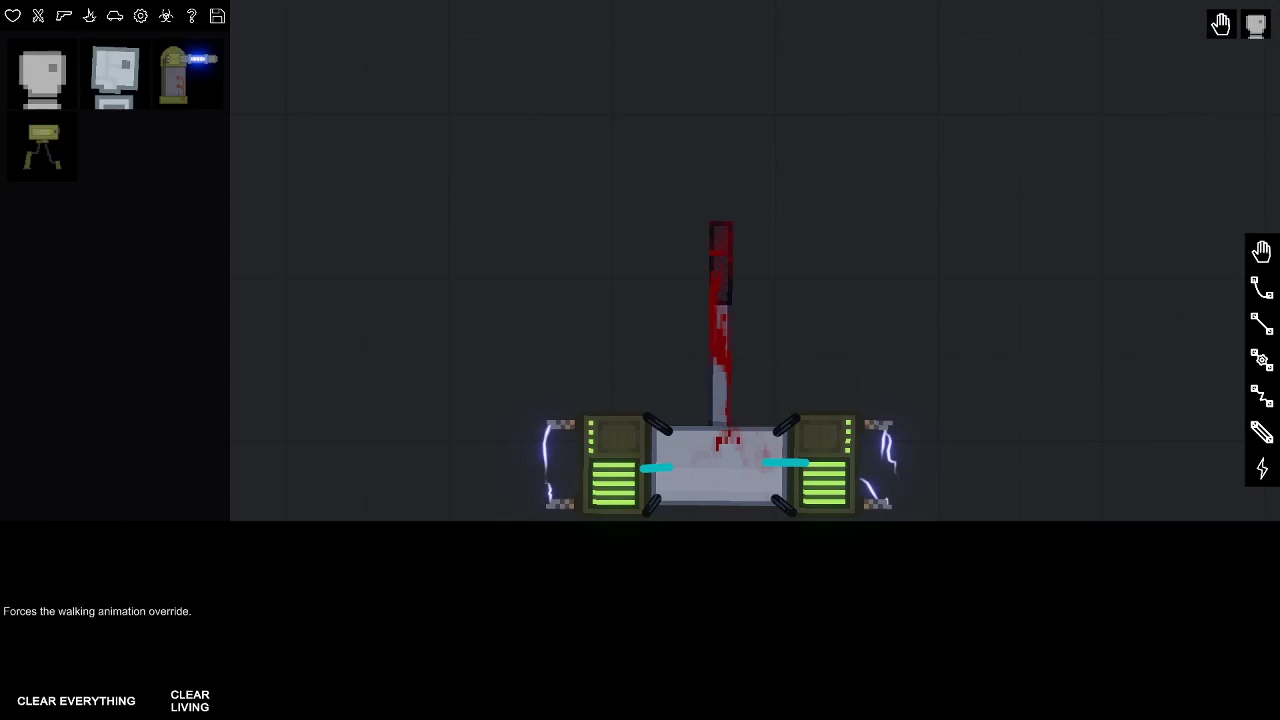 Forces the walking animation override.
CLEAR EVERYTHING
CLEAR
LIVING